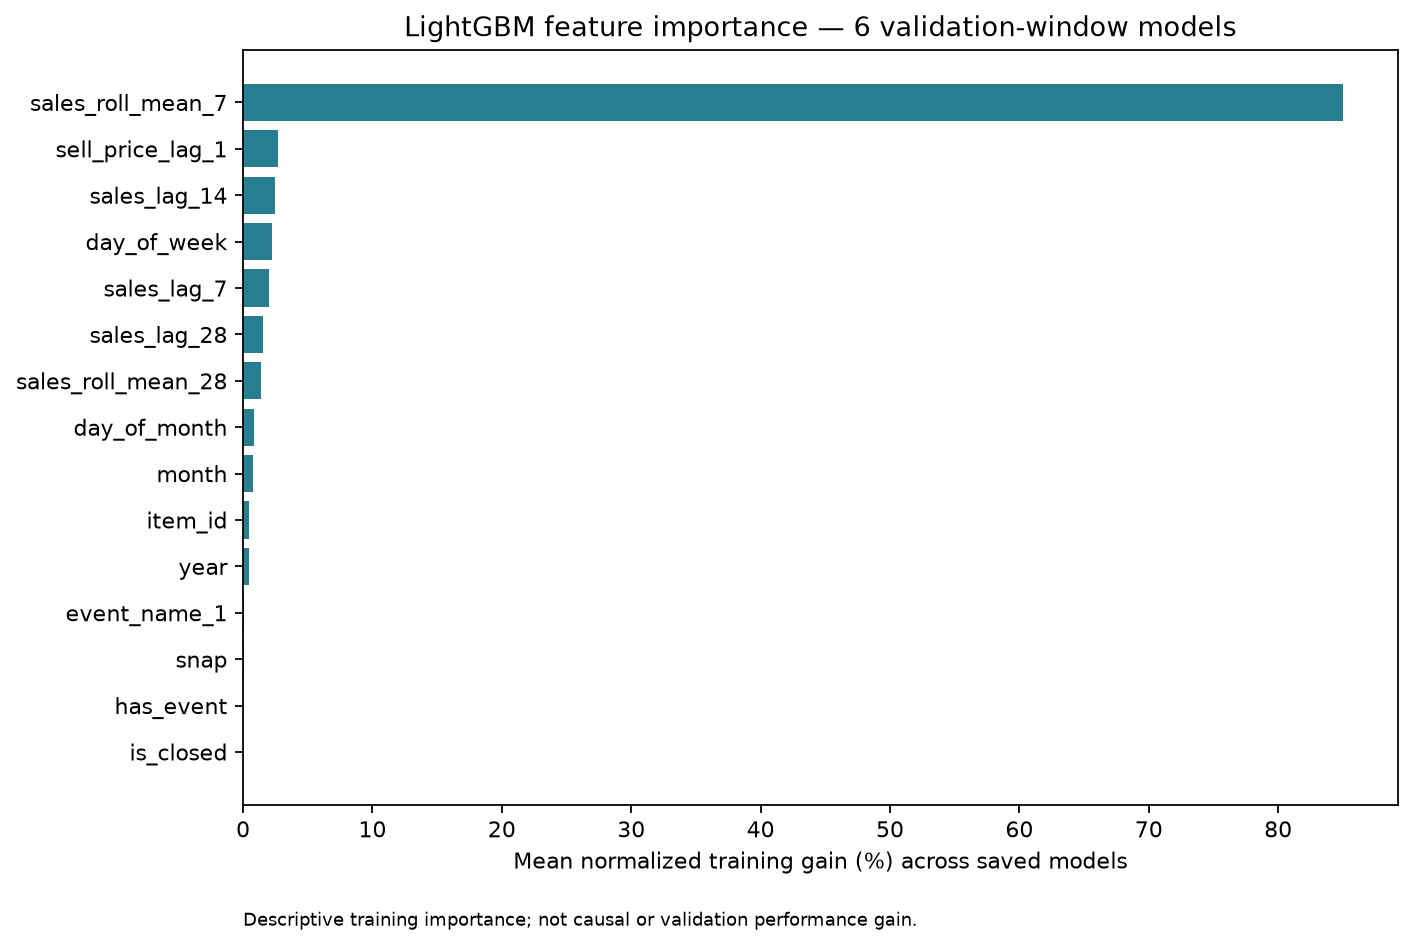 LightGBM feature importance — 6 validation-window models
sales_roll_mean_7
sell_price_lag_1
sales_lag_14
day_of_week
sales_lag_7
sales_lag_28
sales_roll_mean_28
day_of_month
month
item_id
year
event_name_1
snap
has_event
is_closed
0 10 20 30 40 50 60 70 80
Mean normalized training gain (%) across saved models
Descriptive training importance; not causal or validation performance gain.